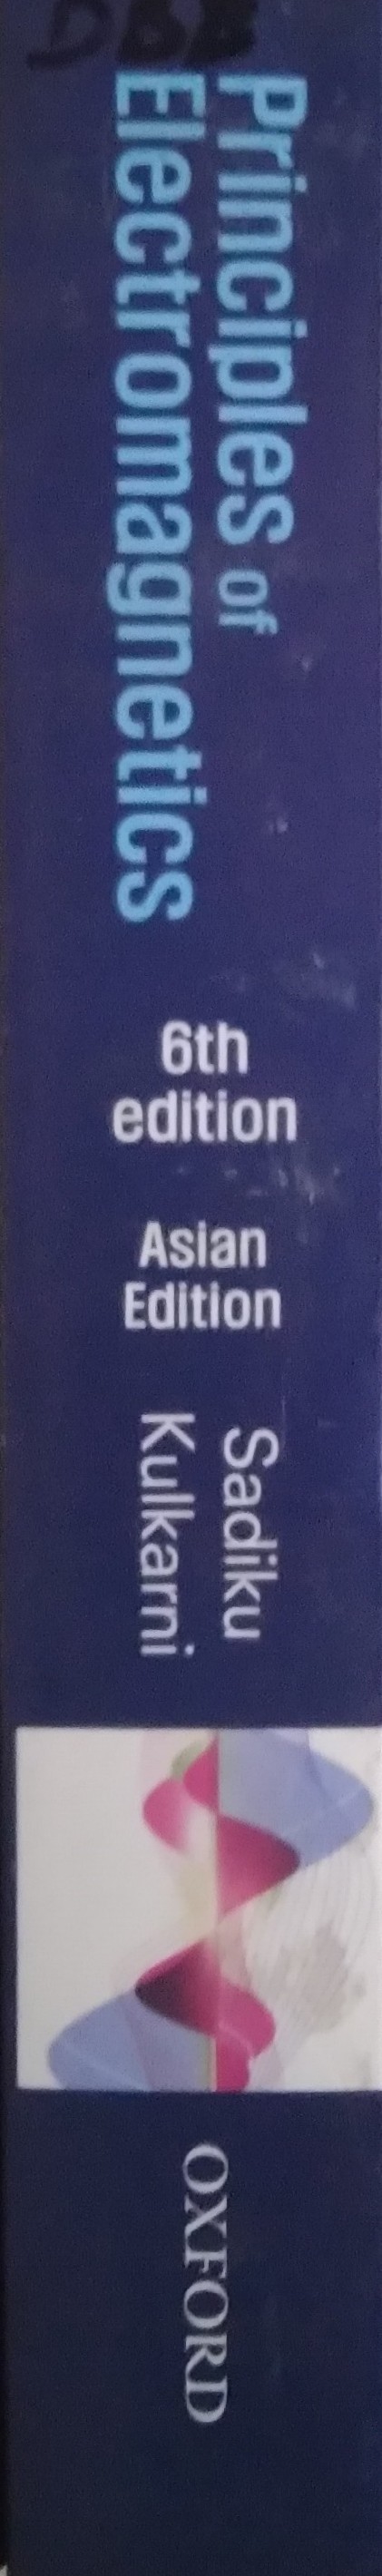 Principles of
Electromagnetics
6th
edition
Asian
Edition
Sadiku
Kulkarni
OXFORD